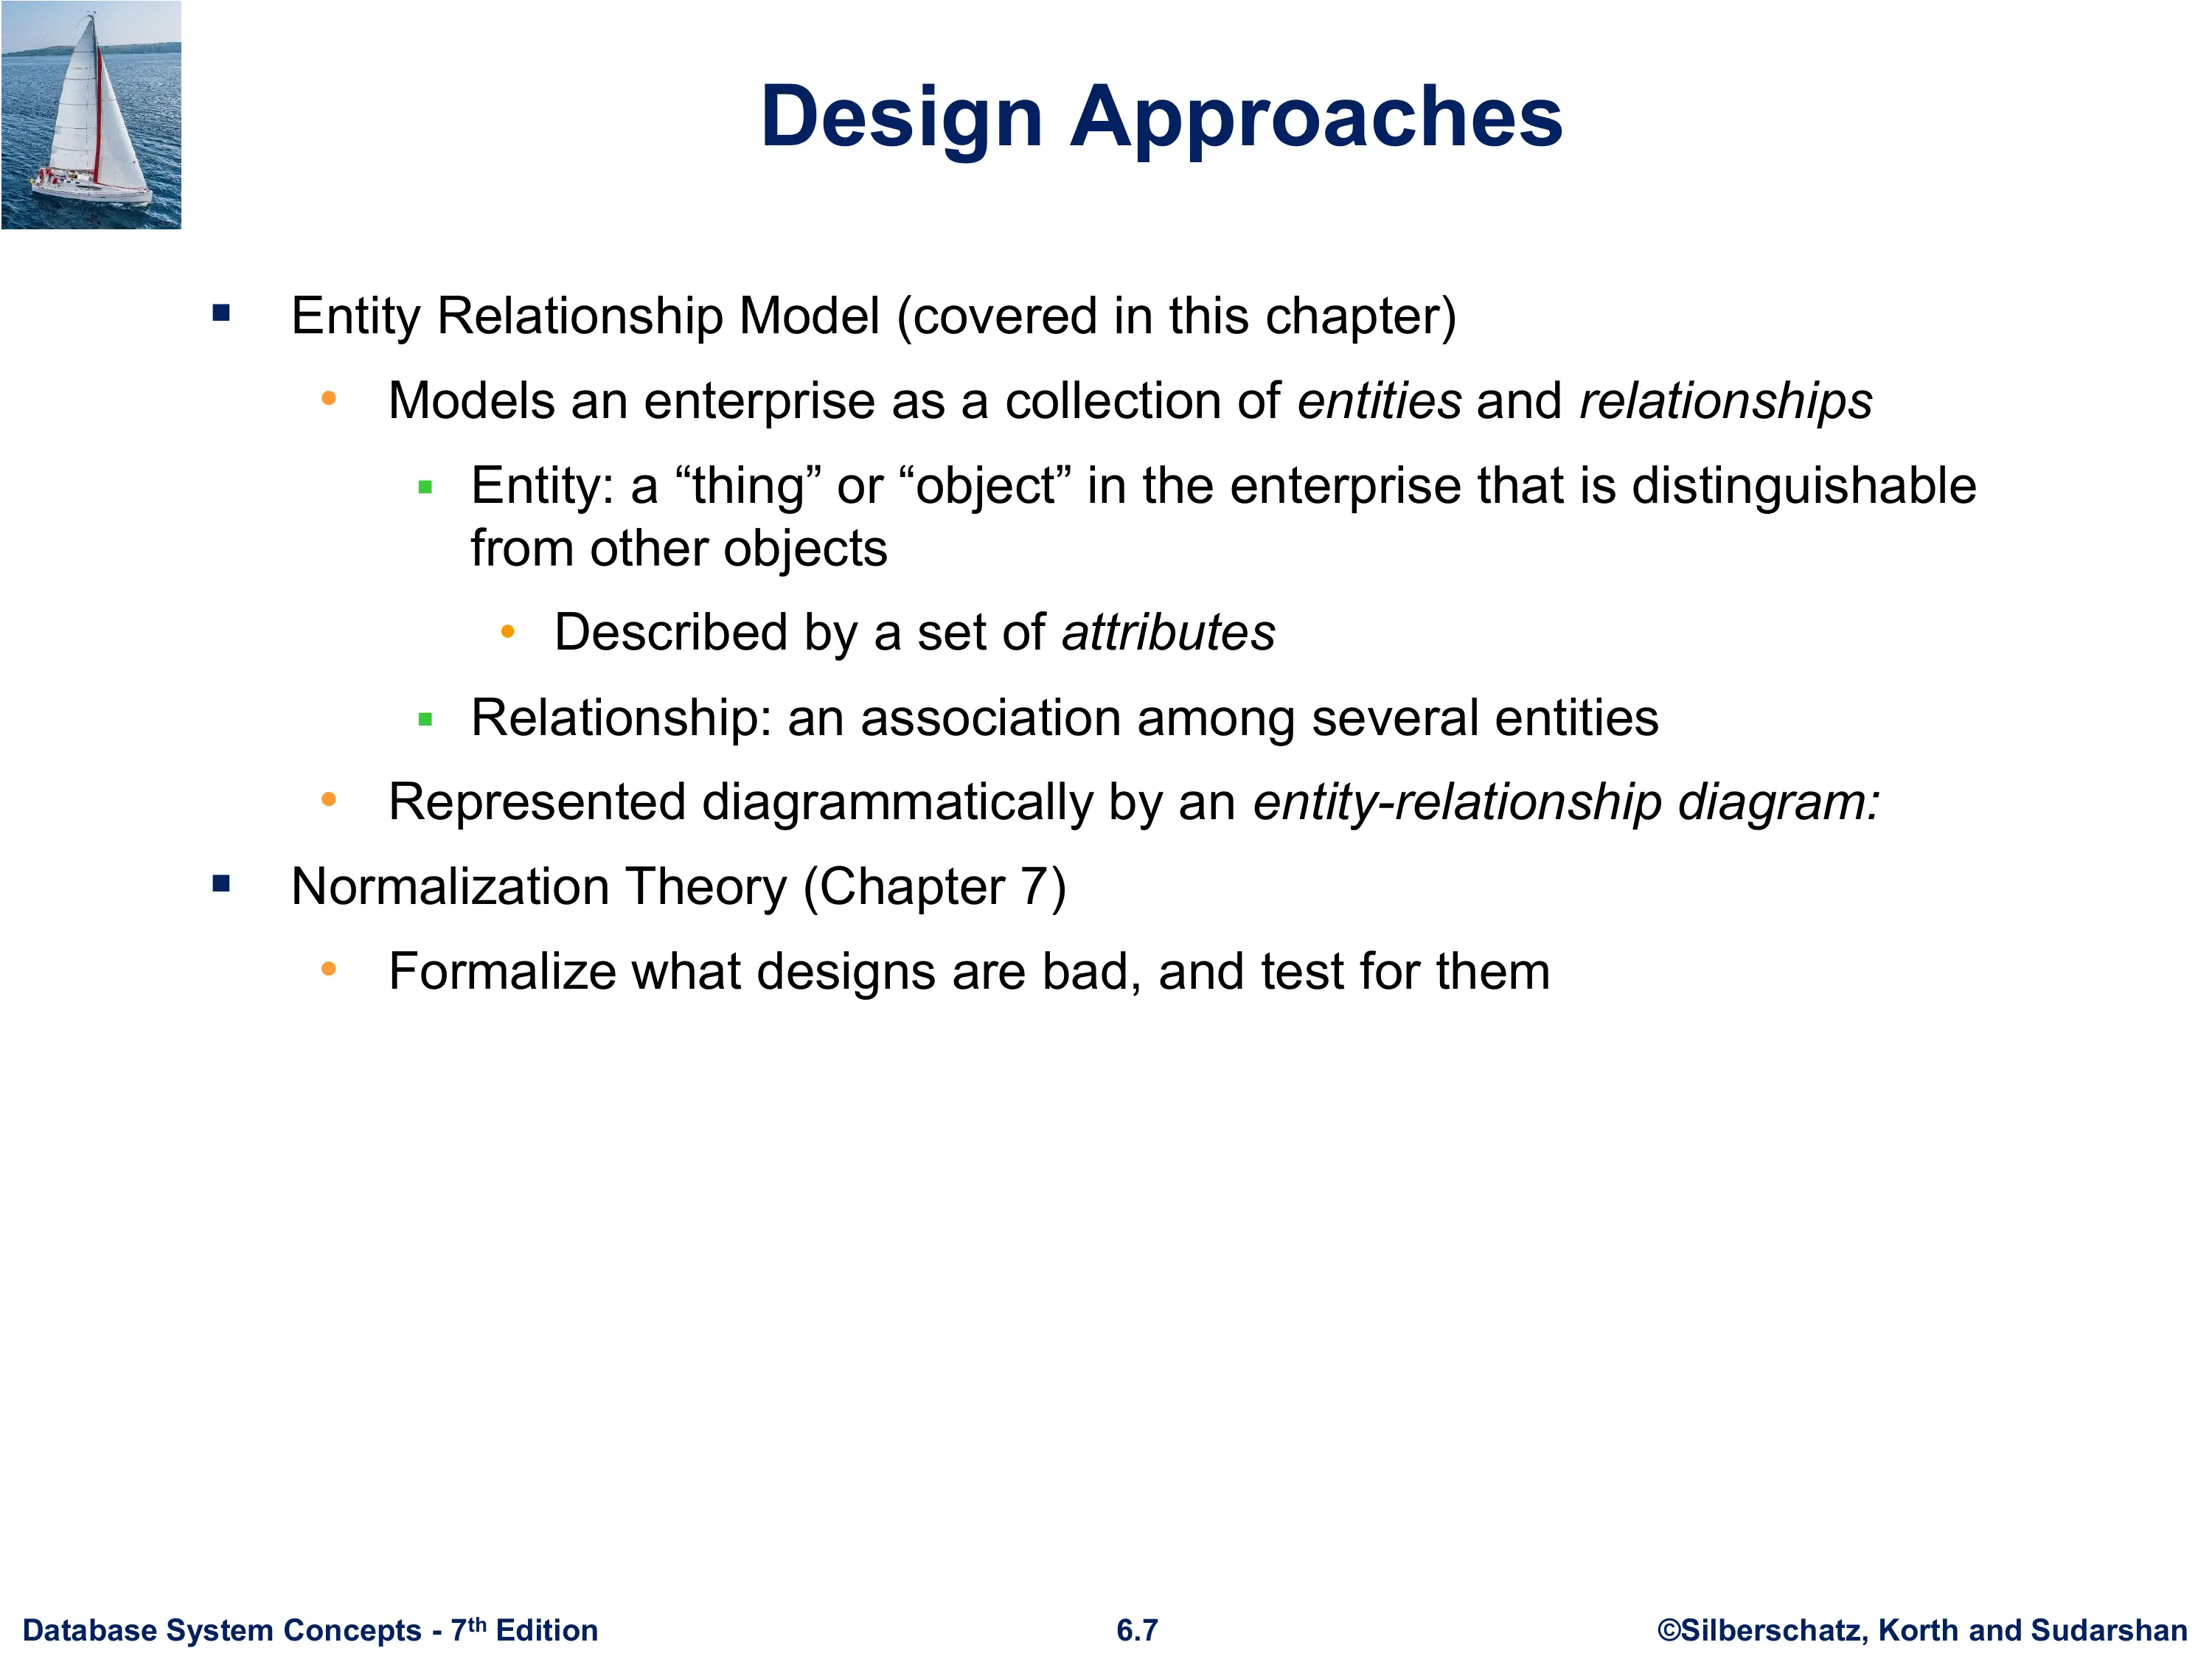 Design Approaches
▪ Entity Relationship Model (covered in this chapter)
• Models an enterprise as a collection of entities and relationships
▪ Entity: a “thing” or “object” in the enterprise that is distinguishable
from other objects
• Described by a set of attributes
▪ Relationship: an association among several entities
• Represented diagrammatically by an entity-relationship diagram:
▪ Normalization Theory (Chapter 7)
• Formalize what designs are bad, and test for them
Database System Concepts - 7th Edition 6.7 ©Silberschatz, Korth and Sudarshan